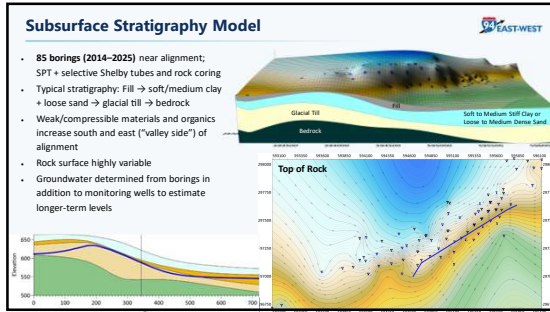 Subsurface Stratigraphy Model
94 EAST-WEST
• 85 borings (2014–2025) near alignment;
SPT + selective Shelby tubes and rock coring
• Typical stratigraphy: Fill → soft/medium clay
+ loose sand → glacial till → bedrock
• Weak/compressible materials and organics
increase south and east ("valley side") of
alignment
• Rock surface highly variable
• Groundwater determined from borings in
addition to monitoring wells to estimate
longer-term levels
Fill
Glacial Till
Soft to Medium Stiff Clay or
Loose to Medium Dense Sand
Bedrock
Top of Rock
Elevation
650
600
550
500
0 100 200 300 400 500 600 700